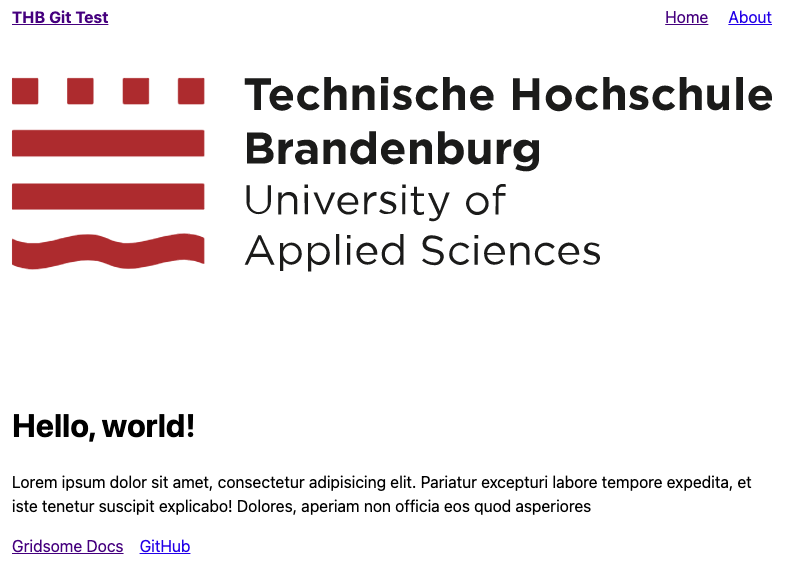 THB Git Test
Home About
Technische Hochschule
Brandenburg
University of
Applied Sciences
Hello, world!
Lorem ipsum dolor sit amet, consectetur adipisicing elit. Pariatur excepturi labore tempore expedita, et
iste tenetur suscipit explicabo! Dolores, aperiam non officia eos quod asperiores
Gridsome Docs GitHub